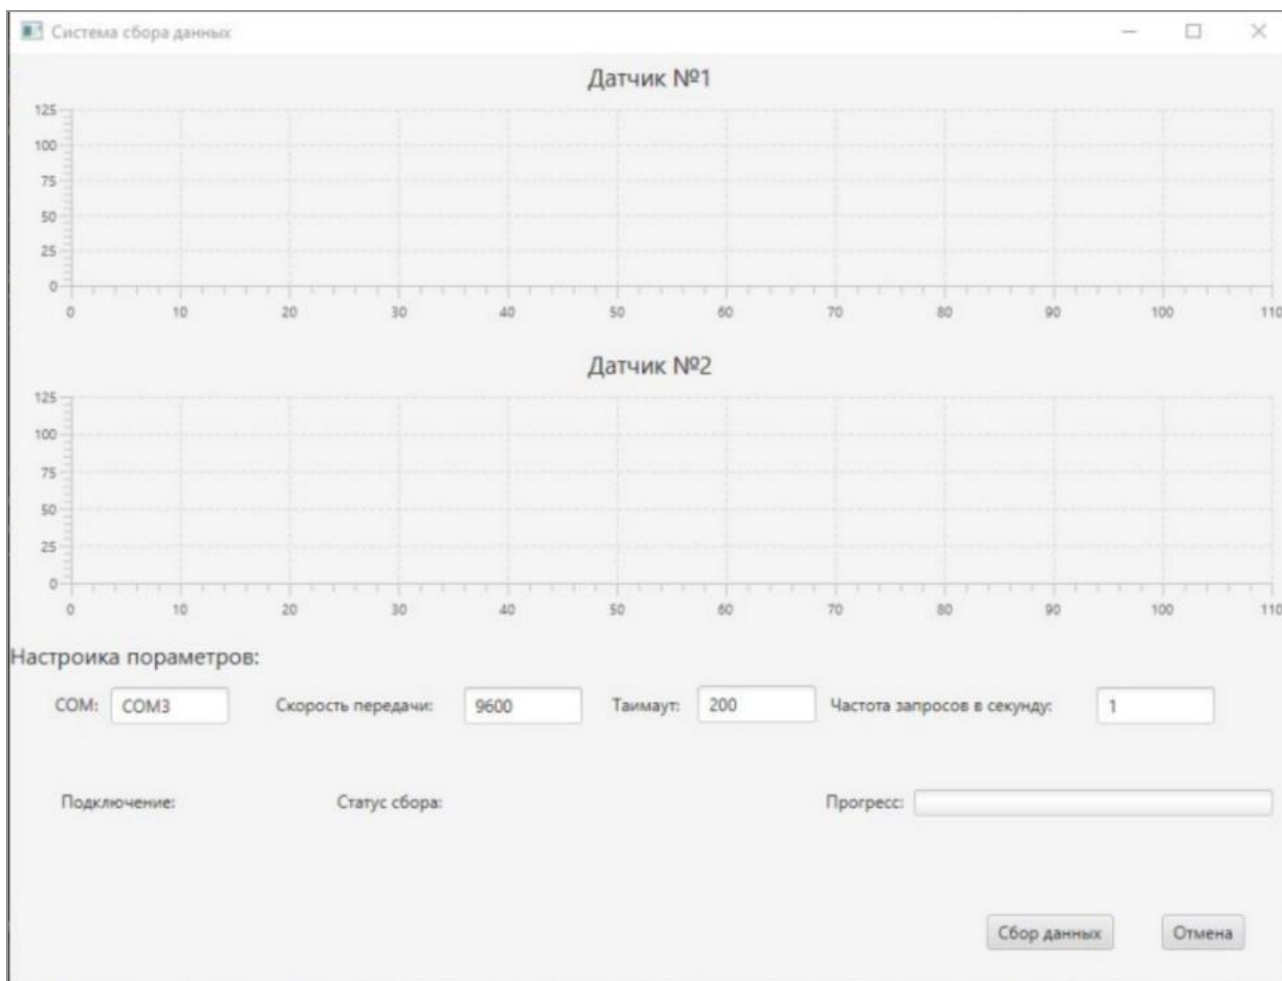 Система сбора данных
Датчик №1
125
100
75
50
25
0
0 10 20 30 40 50 60 70 80 90 100 110
Датчик №2
125
100
75
50
25
0
0 10 20 30 40 50 60 70 80 90 100 110
Настроика пораметров:
COM: COM3 Скорость передачи: 9600 Таимаут: 200 Частота запросов в секунду: 1
Подключение: Статус сбора: Прогресс:
Сбор данных Отмена